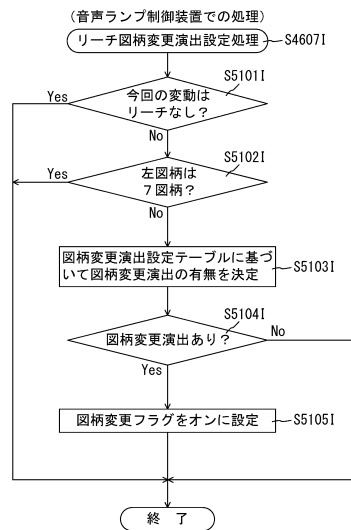 (音声ランプ制御装置での処理)
リーチ図柄変更演出設定処理
S4607I
S5101I
Yes
今回の変動は
リーチなし?
No
S5102I
Yes
左図柄は
7図柄?
No
図柄変更演出設定テーブルに基づ
いて図柄変更演出の有無を決定
S5103I
S5104I
図柄変更演出あり?
No
Yes
図柄変更フラグをオンに設定
S5105I
終 了